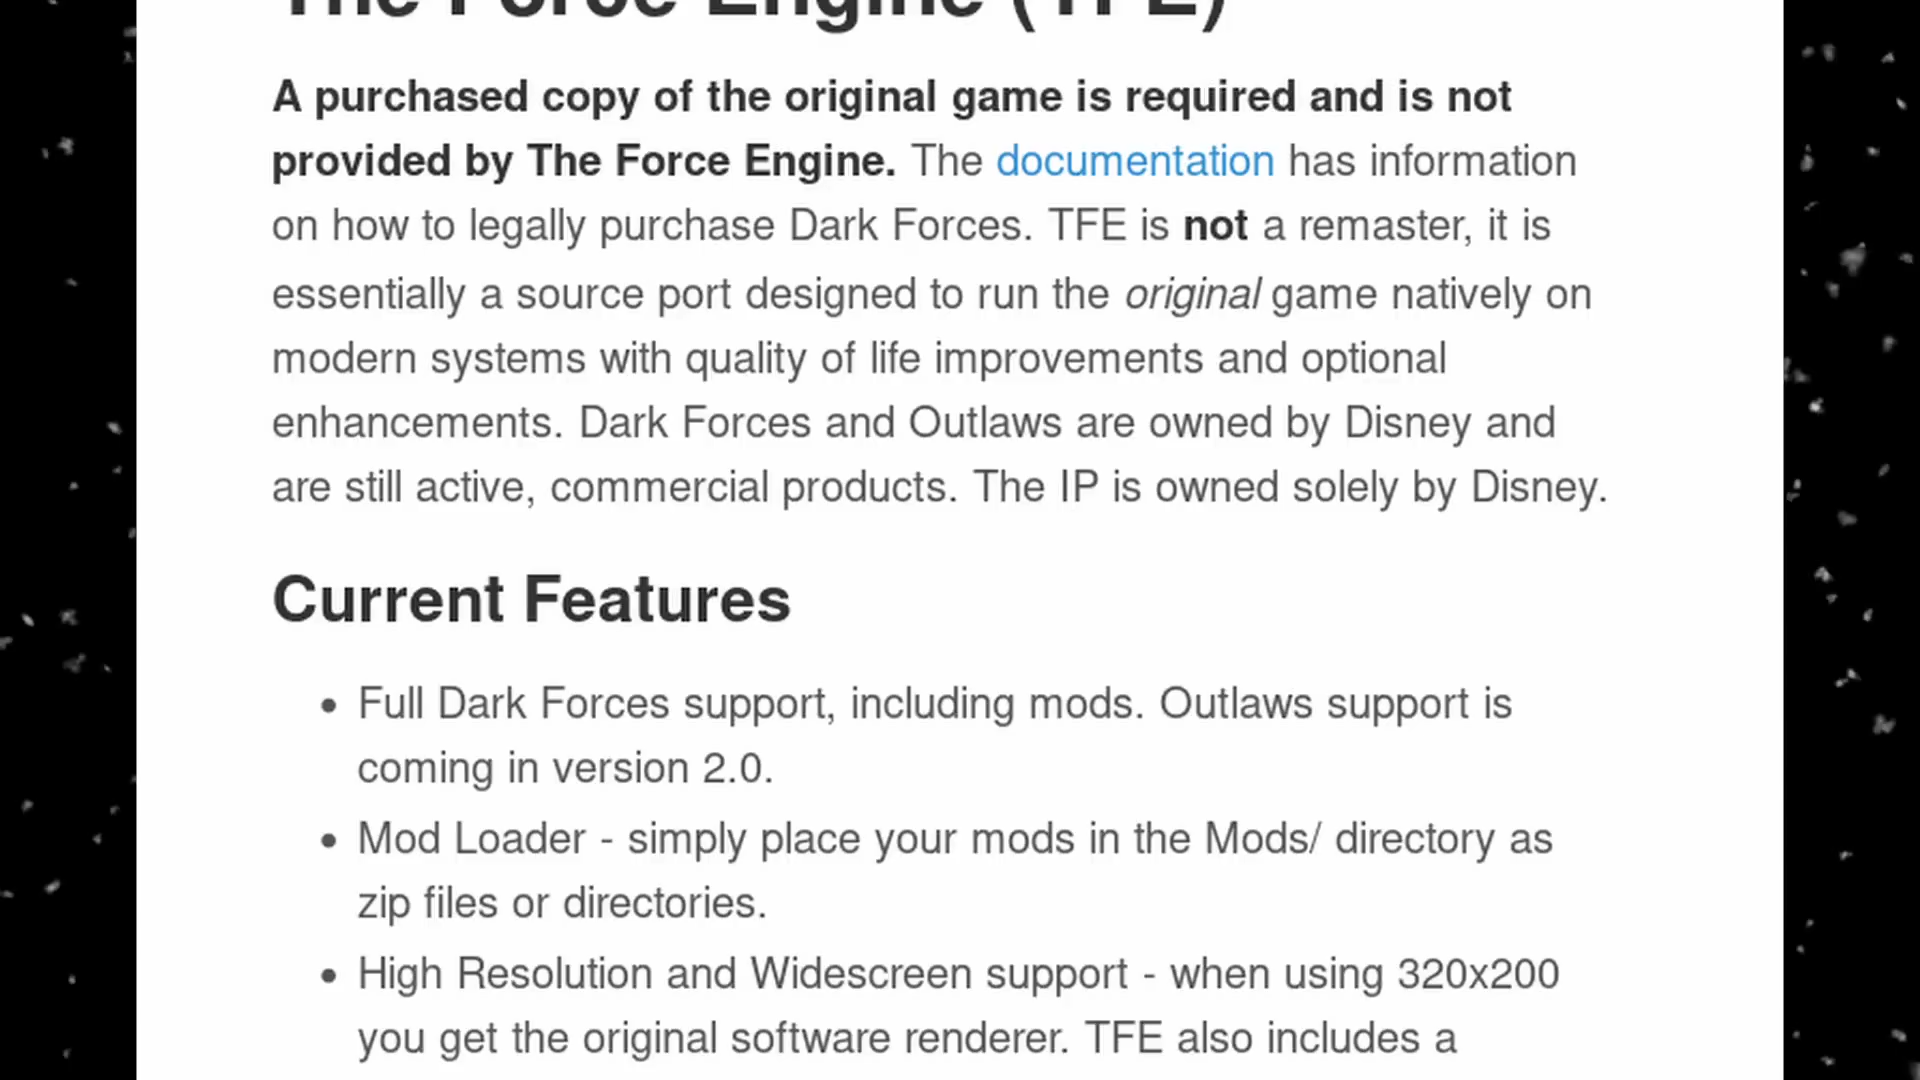 The Force Engine (TFE)
A purchased copy of the original game is required and is not
provided by The Force Engine. The documentation has information
on how to legally purchase Dark Forces. TFE is not a remaster, it is
essentially a source port designed to run the original game natively on
modern systems with quality of life improvements and optional
enhancements. Dark Forces and Outlaws are owned by Disney and
are still active, commercial products. The IP is owned solely by Disney.
Current Features
• Full Dark Forces support, including mods. Outlaws support is
coming in version 2.0.
• Mod Loader - simply place your mods in the Mods/ directory as
zip files or directories.
• High Resolution and Widescreen support - when using 320x200
you get the original software renderer. TFE also includes a